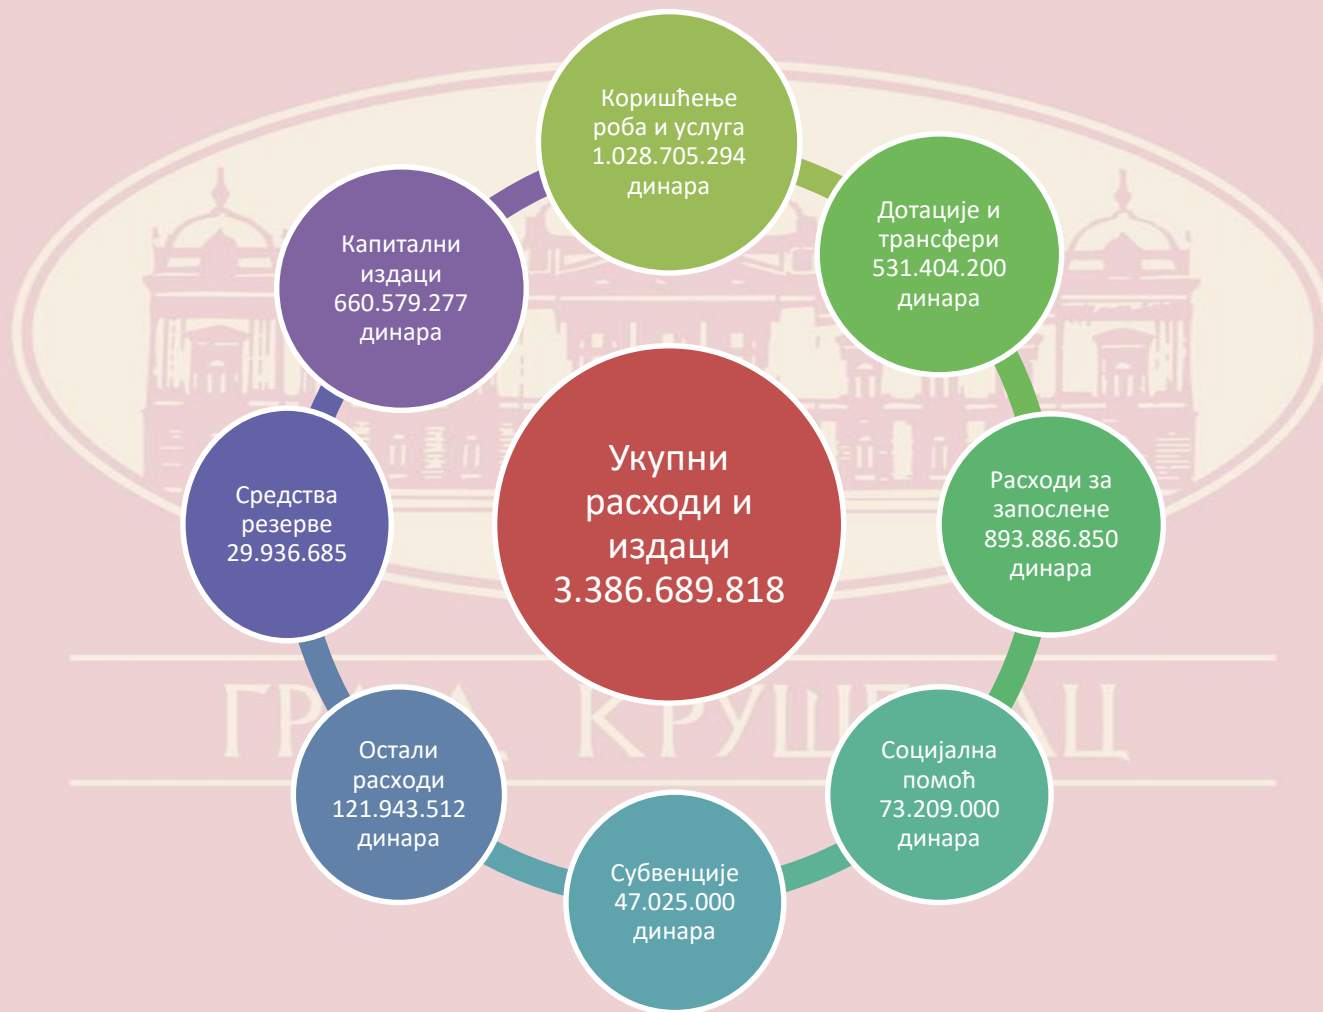 Коришћење
роба и услуга
1.028.705.294
динара
Дотације и
трансфери
531.404.200
динара
Расходи за
запослене
893.886.850
динара
Социјална
помоћ
73.209.000
динара
Субвенције
47.025.000
динара
Остали
расходи
121.943.512
динара
Средства
резерве
29.936.685
Капитални
издаци
660.579.277
динара
Укупни
расходи и
издаци
3.386.689.818